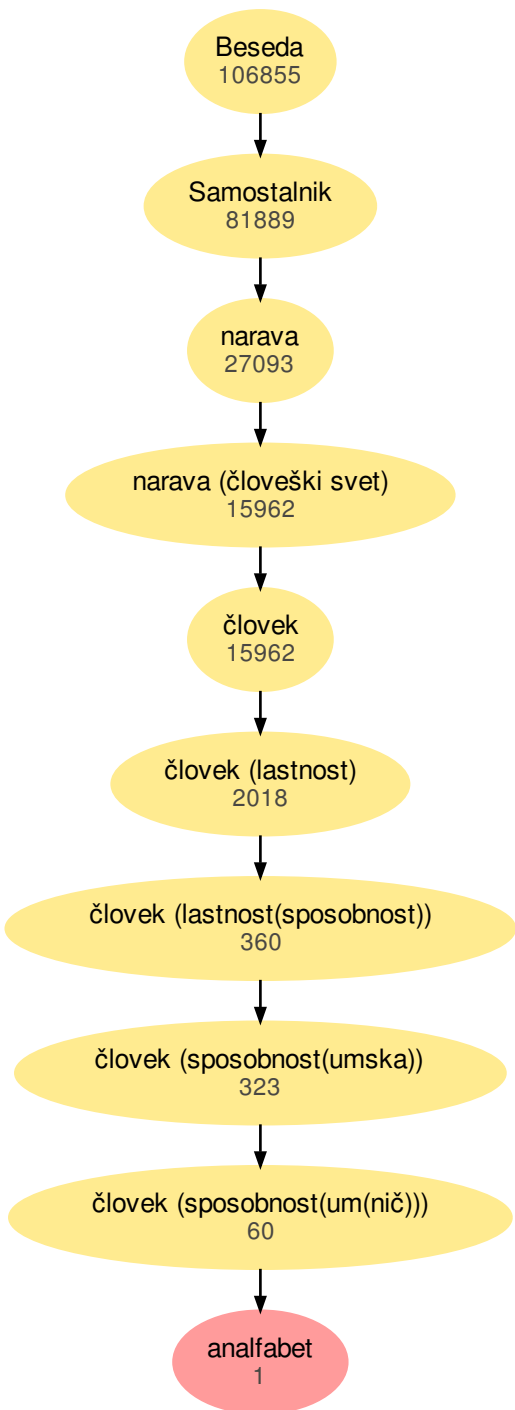 Beseda
106855
Samostalnik
81889
narava
27093
narava (človeški svet)
15962
človek
15962
človek (lastnost)
2018
človek (lastnost(sposobnost))
360
človek (sposobnost(umska))
323
človek (sposobnost(um(nič)))
60
analfabet
1